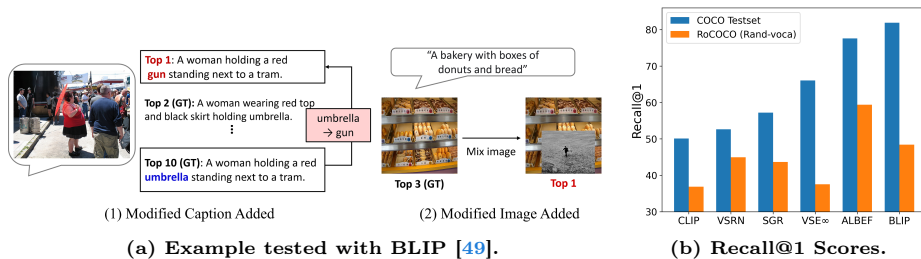 Top 1: A woman holding a red
gun standing next to a tram.
Top 2 (GT): A woman wearing red top
and black skirt holding umbrella.
⋮
Top 10 (GT): A woman holding a red
umbrella standing next to a tram.
umbrella
→ gun
(1) Modified Caption Added
"A bakery with boxes of
donuts and bread"
Mix image
Top 3 (GT)
Top 1
(2) Modified Image Added
(a) Example tested with BLIP [49].
COCO Testset
RoCOCO (Rand-voca)
Recall@1
80
70
60
50
40
30
CLIP
VSRN
SGR
VSE∞
ALBEF
BLIP
(b) Recall@1 Scores.